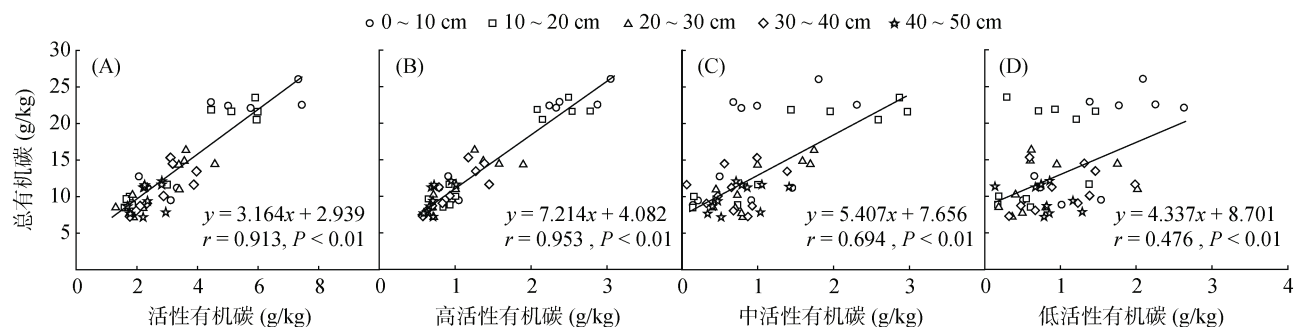 0 ~ 10 cm 10 ~ 20 cm 20 ~ 30 cm 30 ~ 40 cm 40 ~ 50 cm
总有机碳 (g/kg)
30
25
20
15
10
5
(A)
y = 3.164x + 2.939
r = 0.913, P < 0.01
0 2 4 6 8
活性有机碳 (g/kg)
(B)
y = 7.214x + 4.082
r = 0.953 , P < 0.01
0 1 2 3
高活性有机碳 (g/kg)
(C)
y = 5.407x + 7.656
r = 0.694 , P < 0.01
0 1 2 3
中活性有机碳 (g/kg)
(D)
y = 4.337x + 8.701
r = 0.476 , P < 0.01
0 1 2 3 4
低活性有机碳 (g/kg)